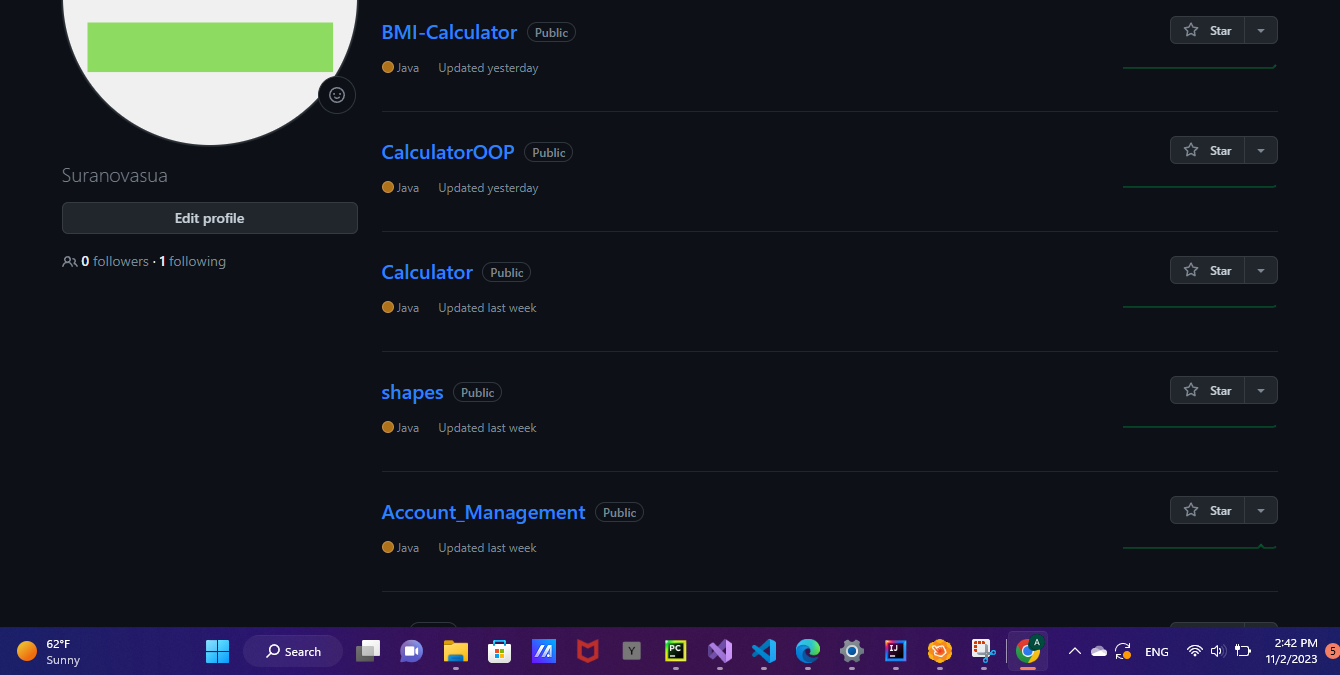 BMI-Calculator Public
Star
Java Updated yesterday
CalculatorOOP Public
Star
Java Updated yesterday
Suranovasua
Edit profile
0 followers · 1 following
Calculator Public
Star
Java Updated last week
shapes Public
Star
Java Updated last week
Account_Management Public
Star
Java Updated last week
62°F
Sunny
Search
Y
PC
IJ
A
ENG
2:42 PM
11/2/2023
5